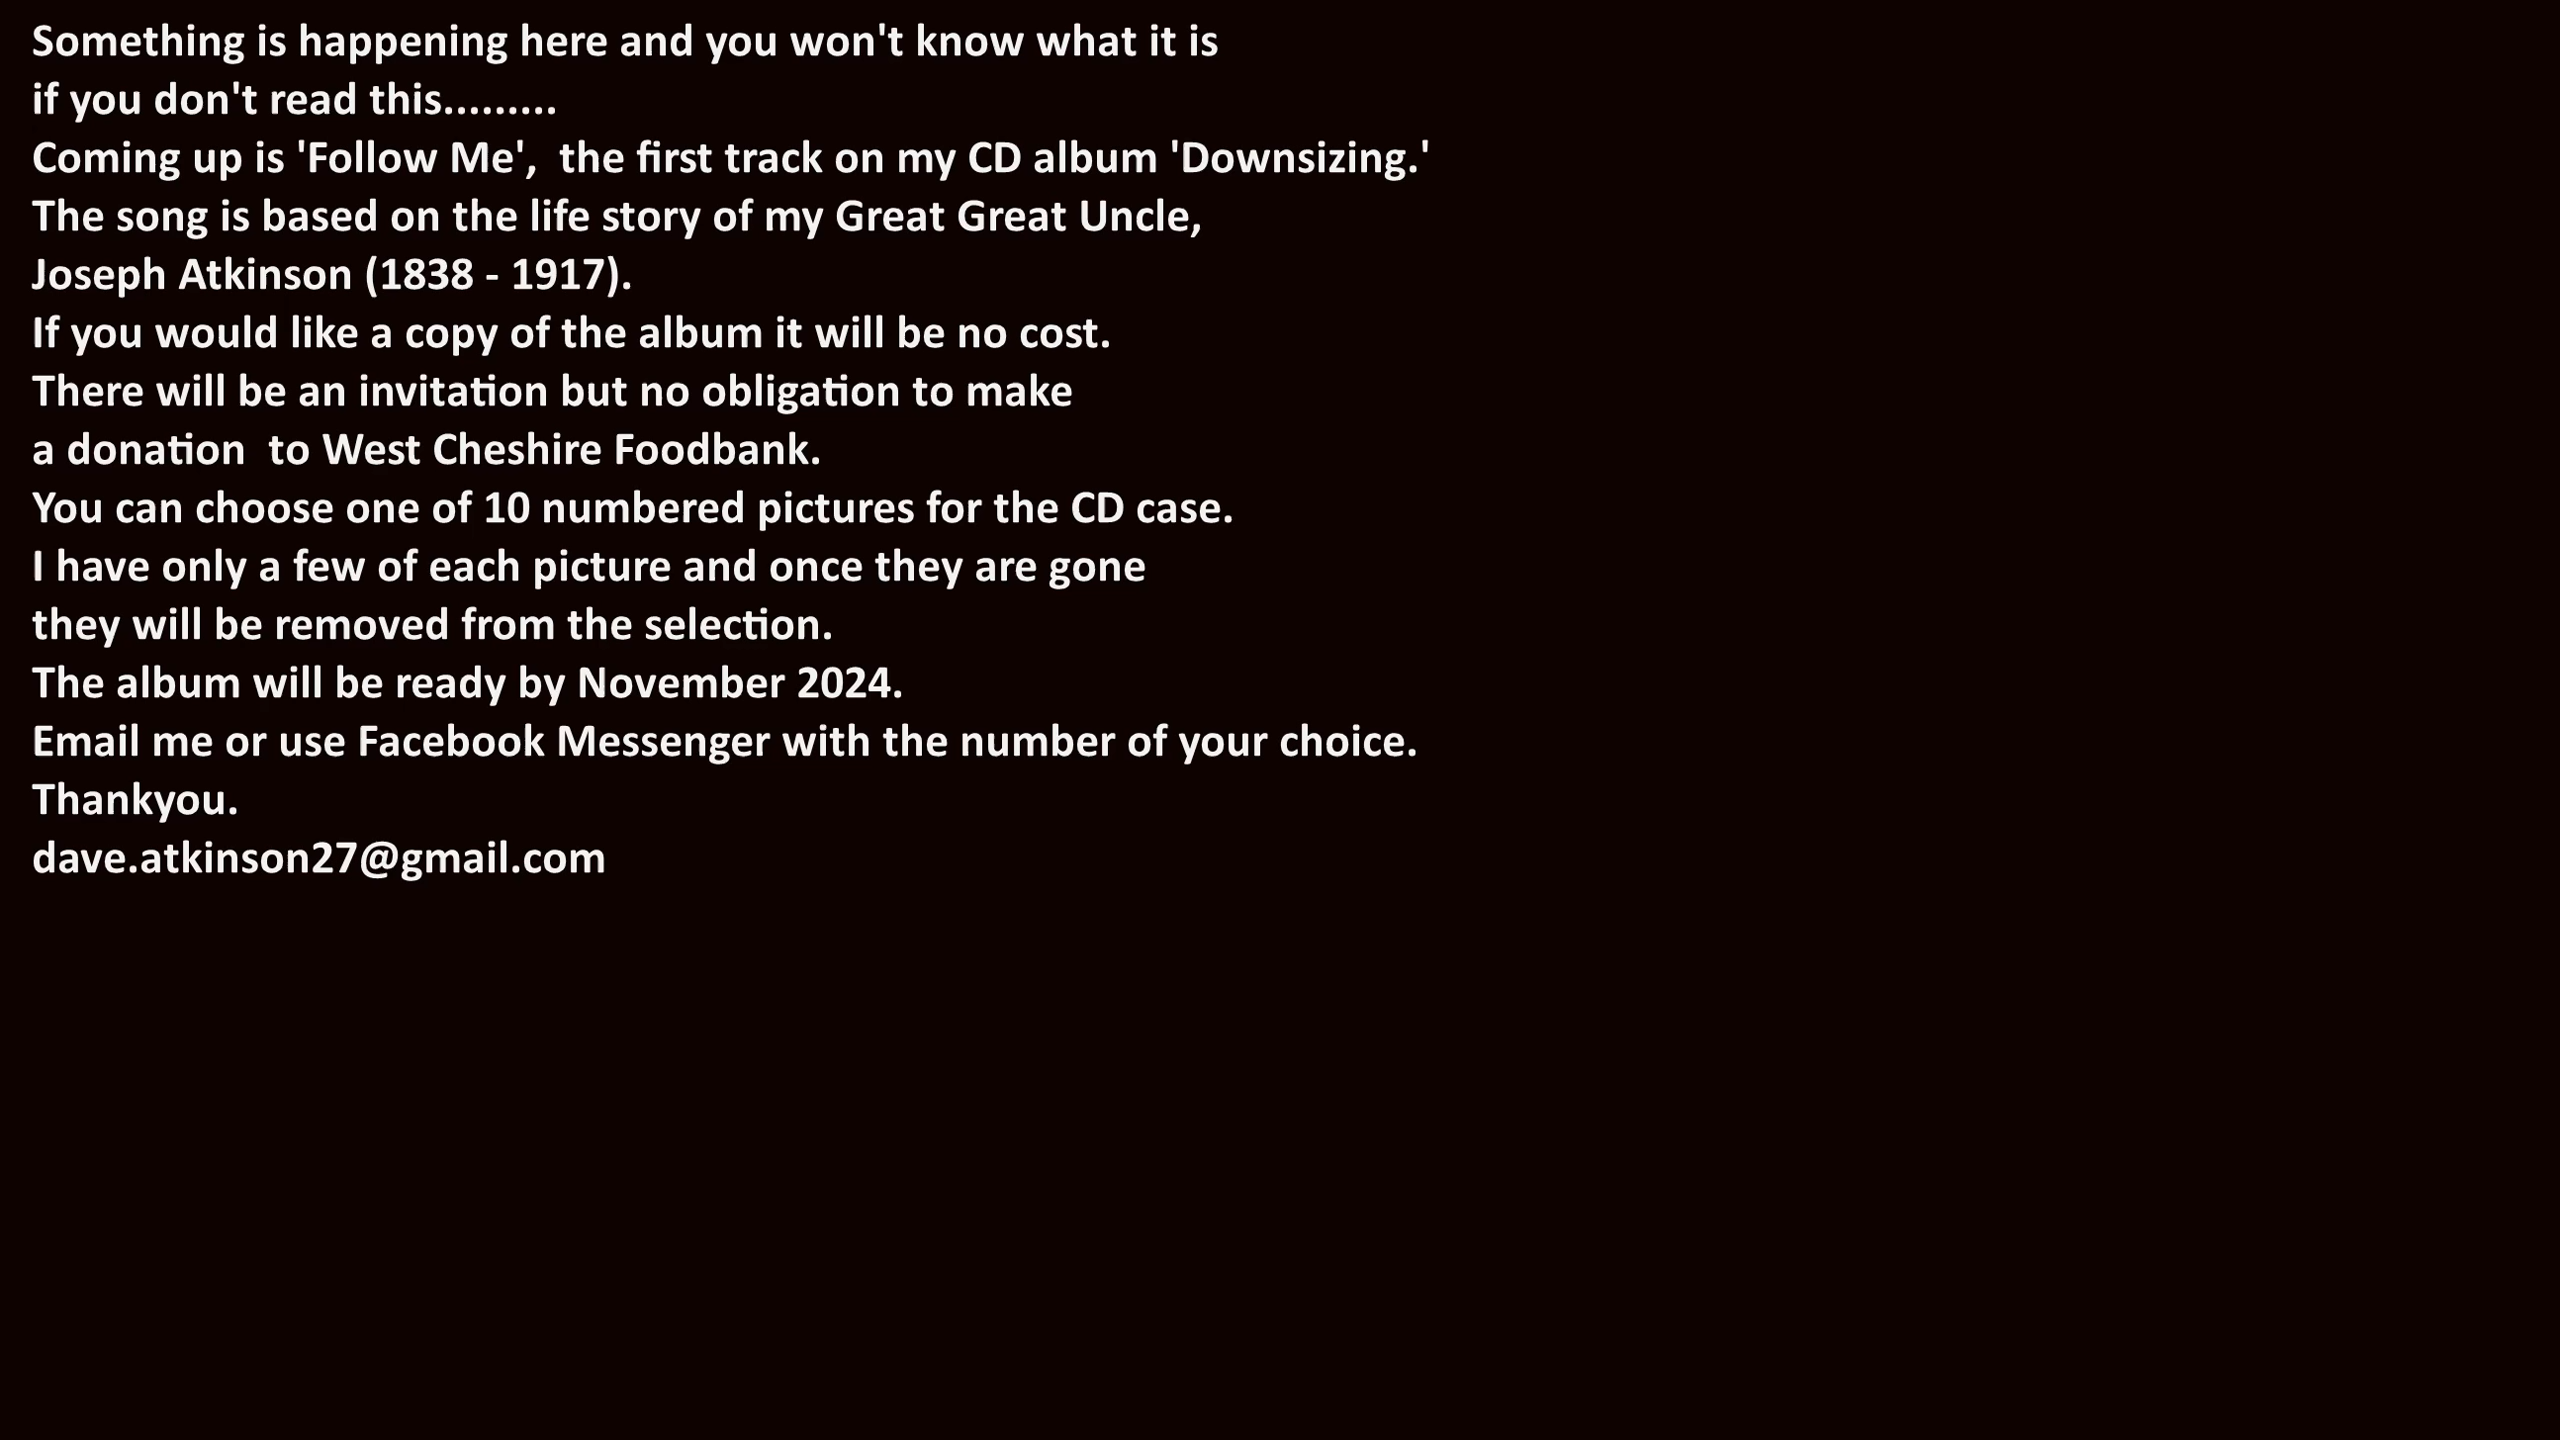 Something is happening here and you won't know what it is
if you don't read this.........
Coming up is 'Follow Me',  the first track on my CD album 'Downsizing.'
The song is based on the life story of my Great Great Uncle,
Joseph Atkinson (1838 - 1917).
If you would like a copy of the album it will be no cost.
There will be an invitation but no obligation to make
a donation  to West Cheshire Foodbank.
You can choose one of 10 numbered pictures for the CD case.
I have only a few of each picture and once they are gone
they will be removed from the selection.
The album will be ready by November 2024.
Email me or use Facebook Messenger with the number of your choice.
Thankyou.
dave.atkinson27@gmail.com